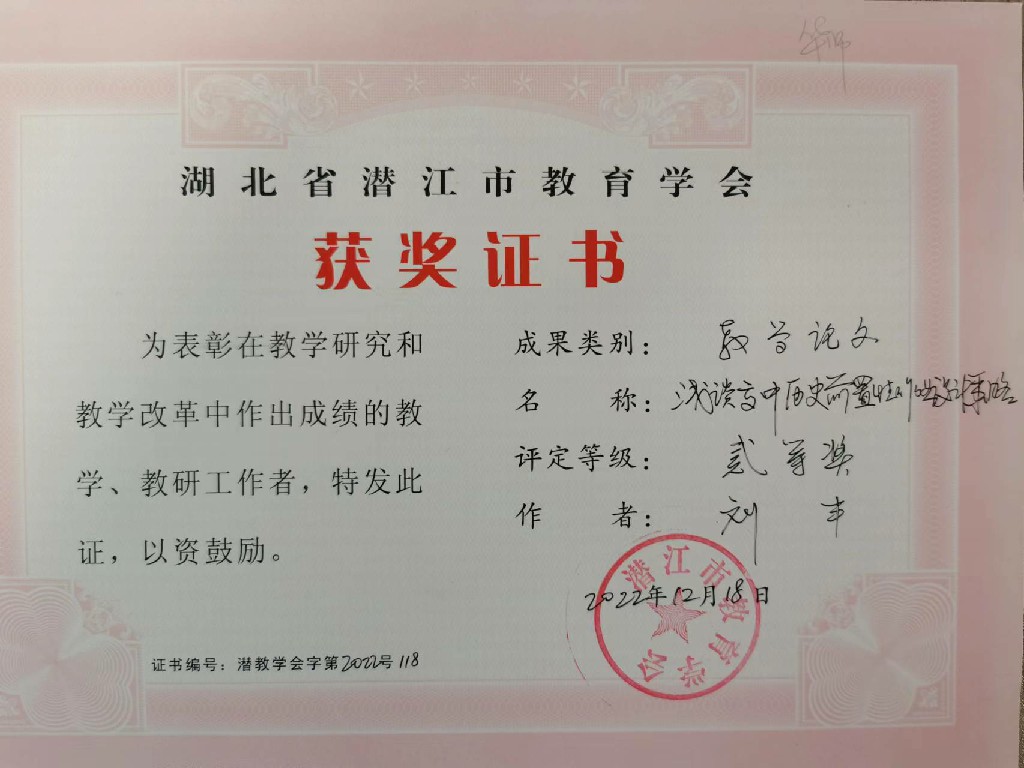 湖北省潜江市教育学会
获奖证书
为表彰在教学研究和
教学改革中作出成绩的教
学、教研工作者，特发此
证，以资鼓励。
成果类别：教学论文
名称：浅谈高中历史前置性作业设计策略
评定等级：贰等奖
作者：刘丰
2022年12月18日
潜江市教育学会
证书编号：潜教学会字第2022号118